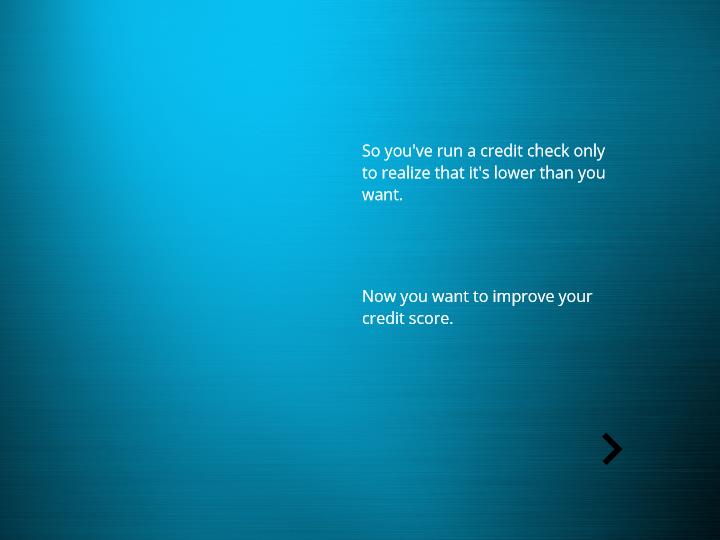 So you've run a credit check only
to realize that it's lower than you
want.
Now you want to improve your
credit score.